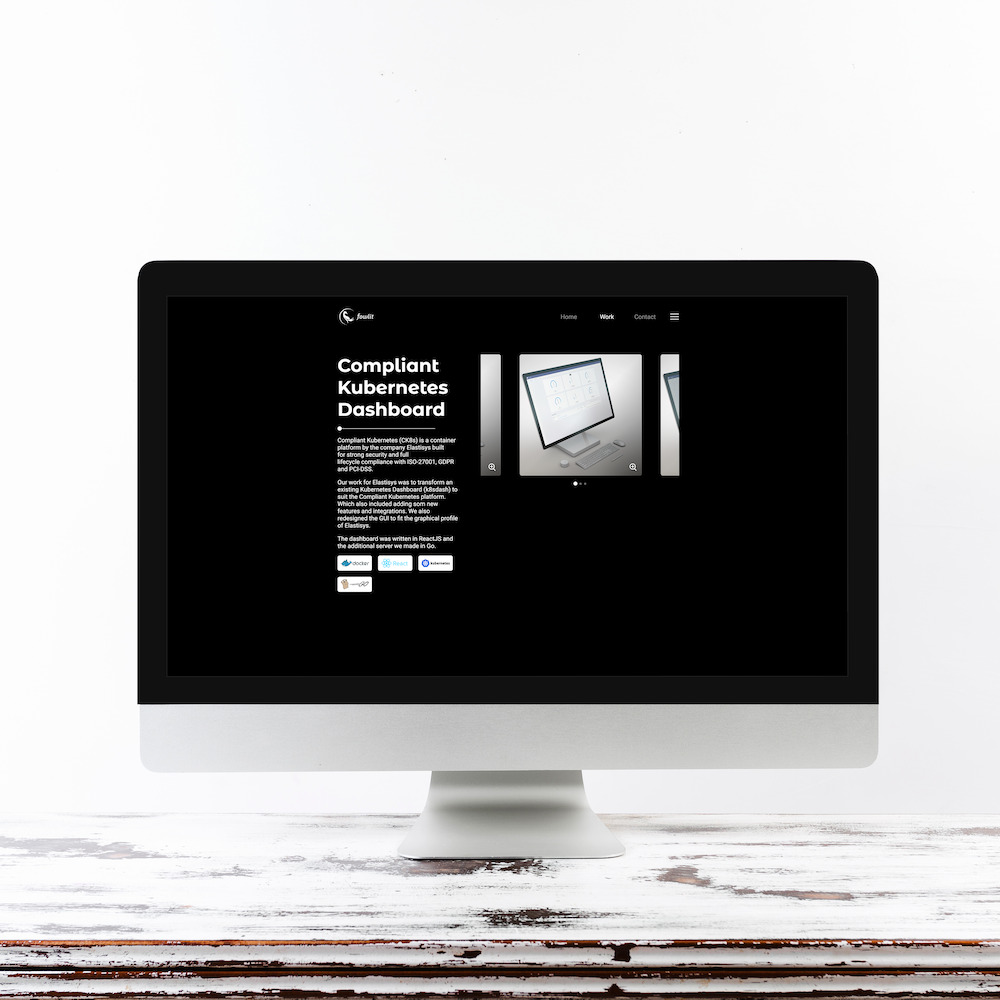 fowlit
Home Work Contact
Compliant
Kubernetes
Dashboard
Compliant Kubernetes (CK8s) is a container
platform by the company Elastisys built
for strong security and full
lifecycle compliance with ISO-27001, GDPR
and PCI-DSS.
Our work for Elastisys was to transform an
existing Kubernetes Dashboard (k8sdash) to
suit the Compliant Kubernetes platform.
Which also included adding som new
features and integrations. We also
redesigned the GUI to fit the graphical profile
of Elastisys.
The dashboard was written in ReactJS and
the additional server we made in Go.
docker React kubernetes
GO